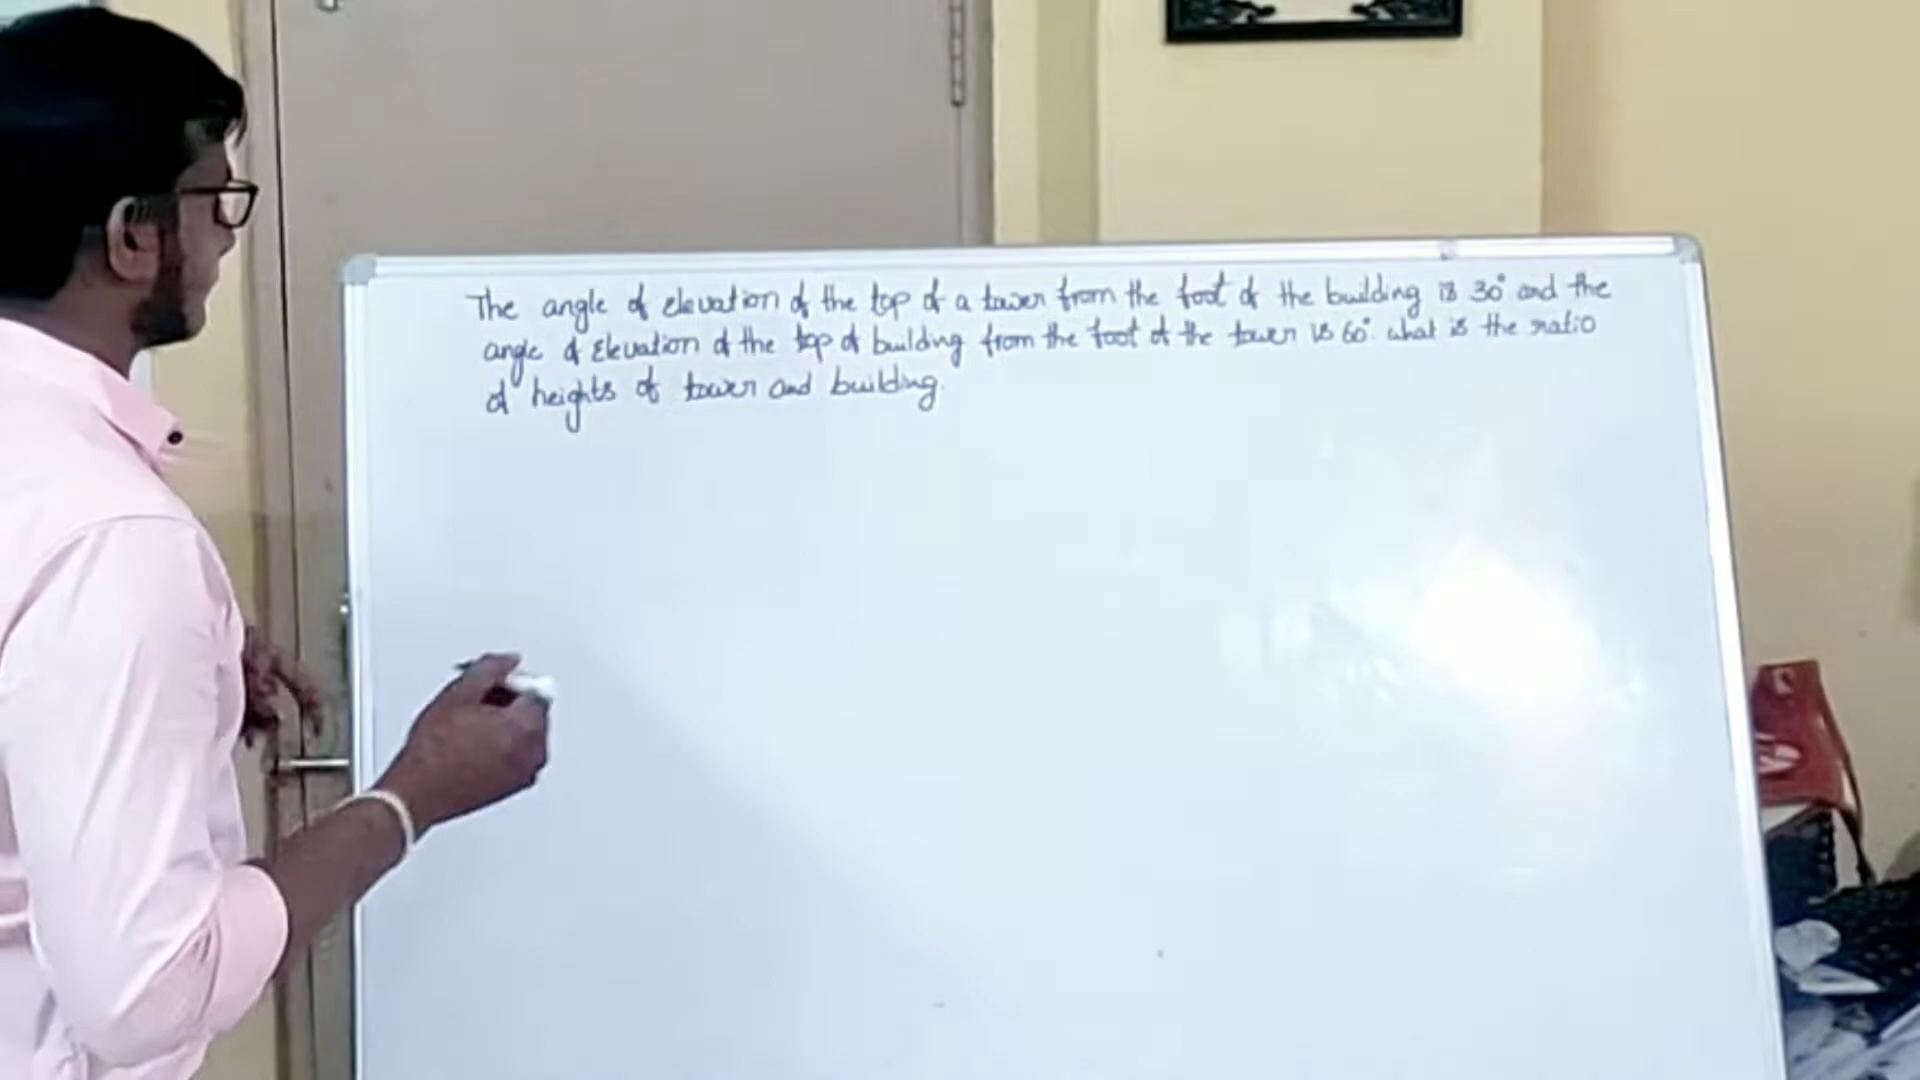 The angle of elevation of the top of a tower from the foot of the building is 30° and the
angle of Elevation of the top of building from the foot of the tower is 60°. what is the ratio
of heights of tower and building.